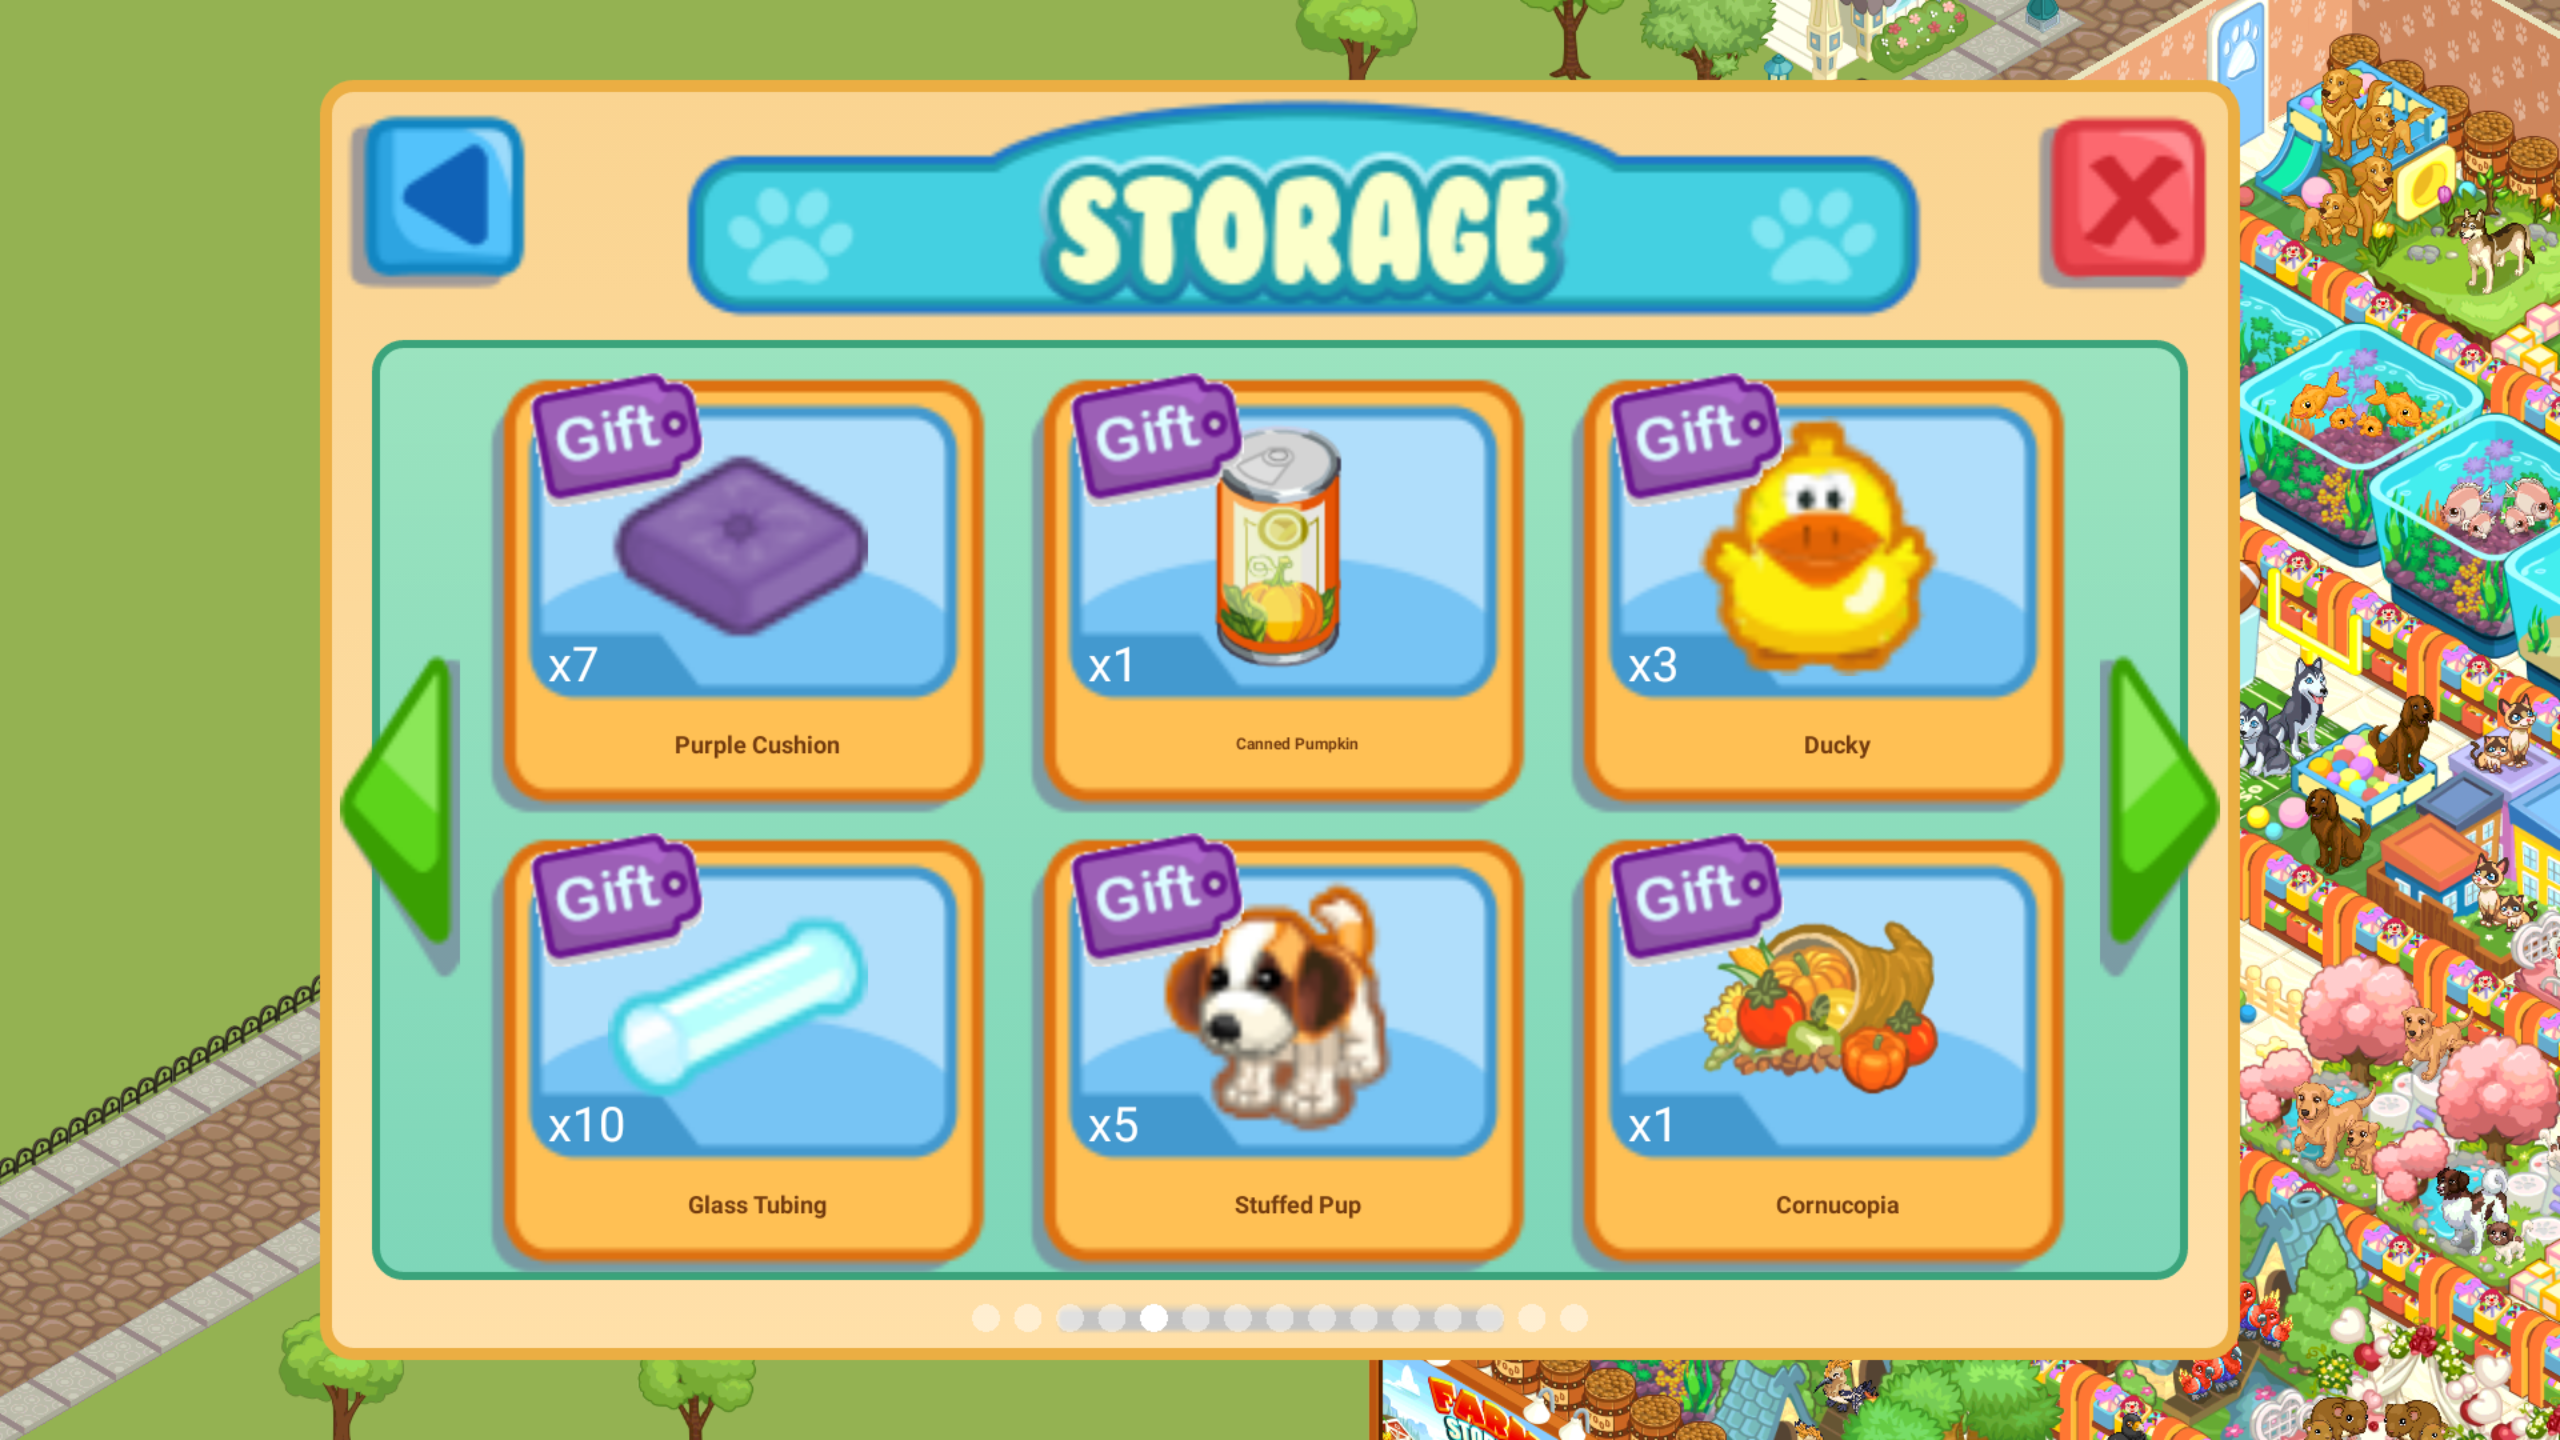 STORAGE
Gift
x7
Purple Cushion
Gift
x1
Canned Pumpkin
Gift
x3
Ducky
Gift
x10
Glass Tubing
Gift
x5
Stuffed Pup
Gift
x1
Cornucopia